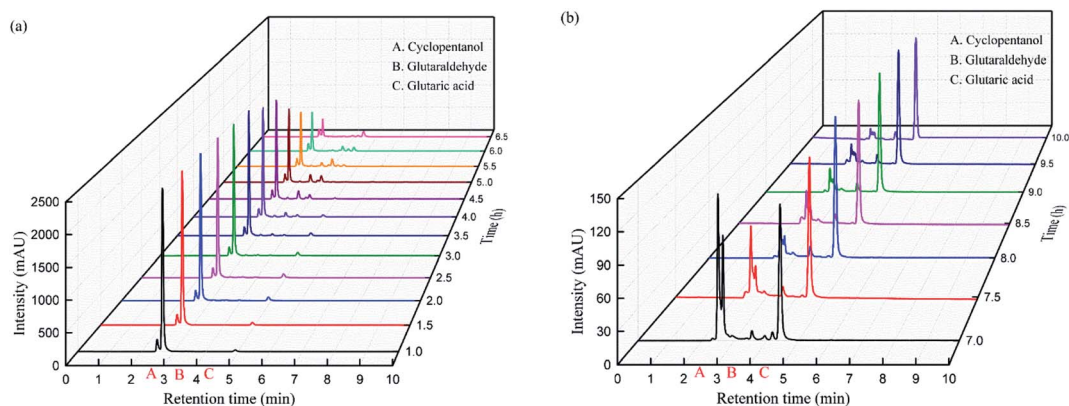 (a)
A. Cyclopentanol
B. Glutaraldehyde
C. Glutaric acid
6.5
6.0
5.5
5.0
4.5
4.0
3.5
3.0
2.5
2.0
1.5
1.0
Time (h)
2500
2000
1500
1000
500
0
Intensity (mAU)
0 1 2 3 4 5 6 7 8 9 10
A B C
Retention time (min)
(b)
A. Cyclopentanol
B. Glutaraldehyde
C. Glutaric acid
10.0
9.5
9.0
8.5
8.0
7.5
7.0
Time (h)
150
120
90
60
30
0
Intensity (mAU)
0 1 2 3 4 5 6 7 8 9 10
A B C
Retention time (min)